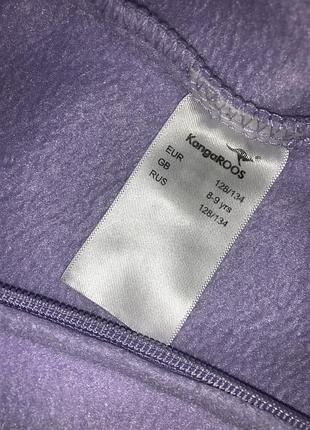 KangaROOS
EUR 128/134
GB 8-9 yrs
RUS 128/134